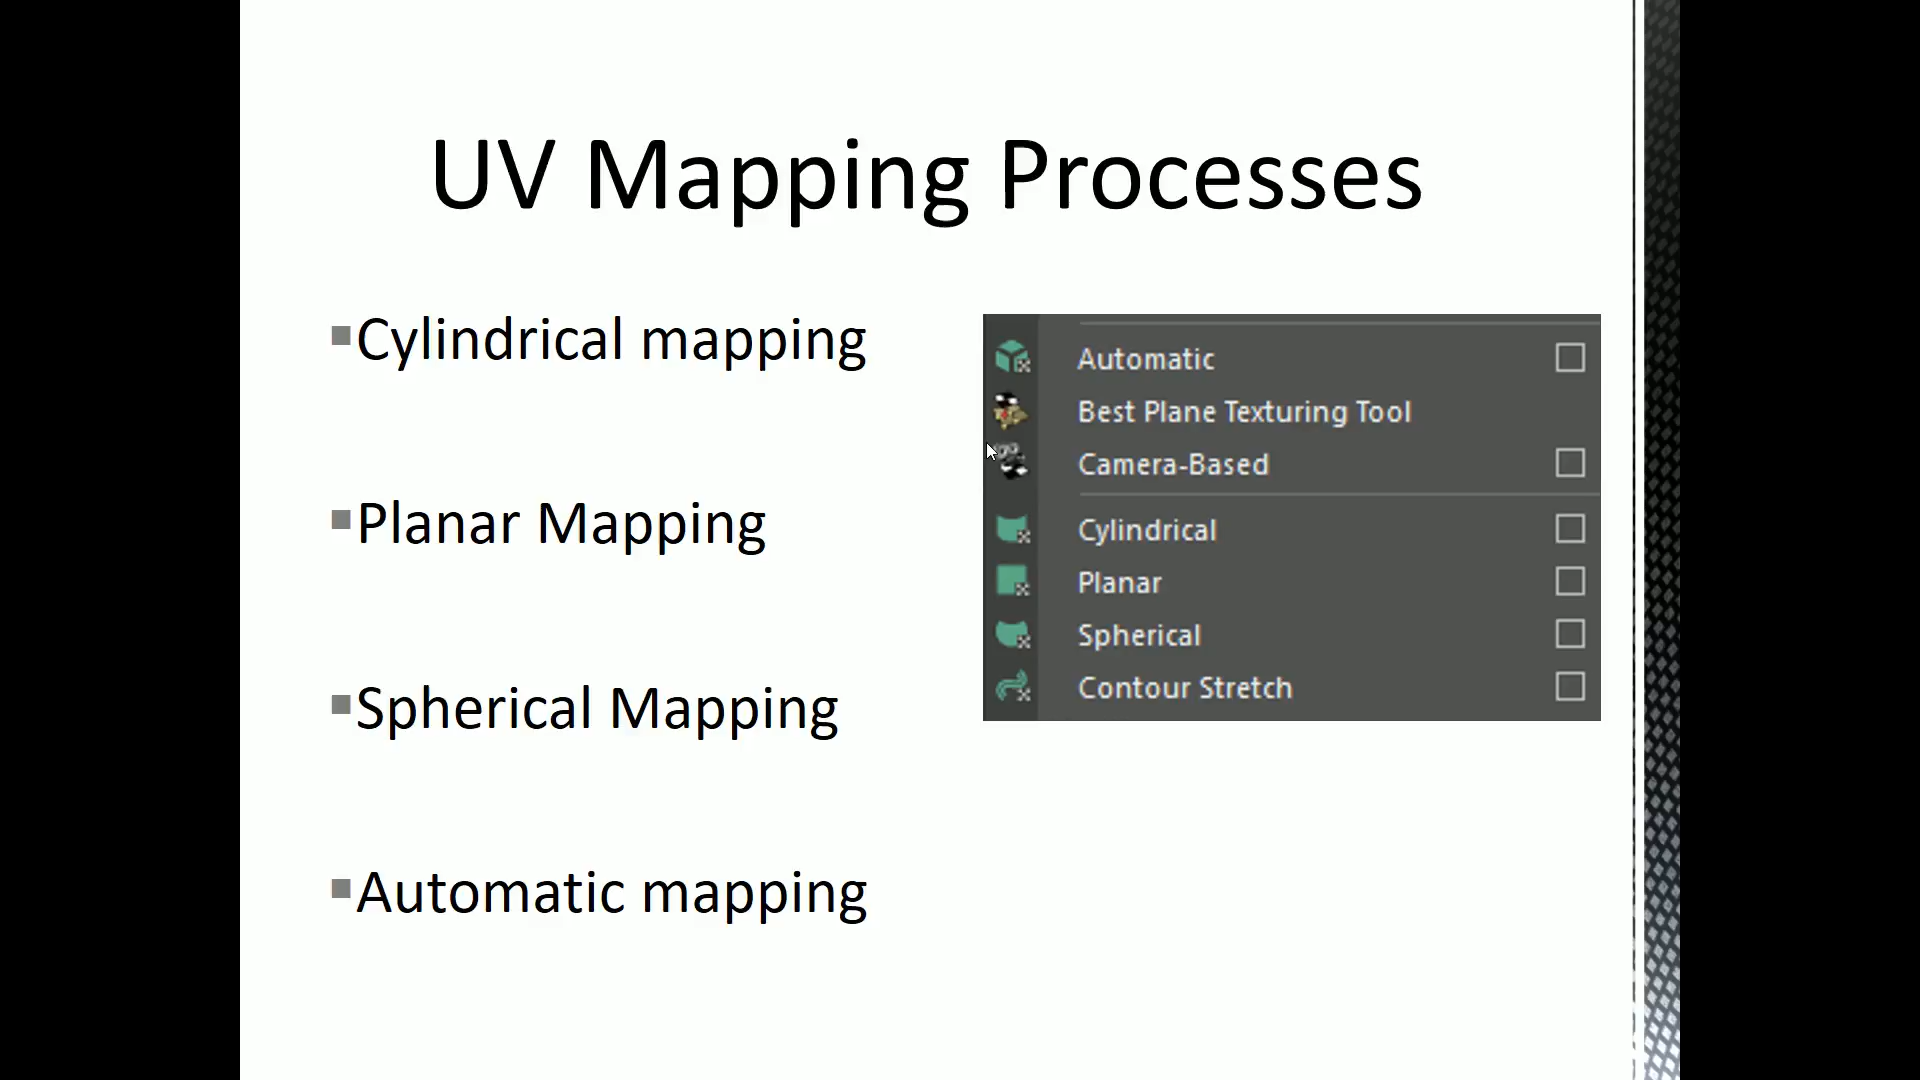 UV Mapping Processes
Cylindrical mapping
Planar Mapping
Spherical Mapping
Automatic mapping
Automatic
Best Plane Texturing Tool
Camera-Based
Cylindrical
Planar
Spherical
Contour Stretch